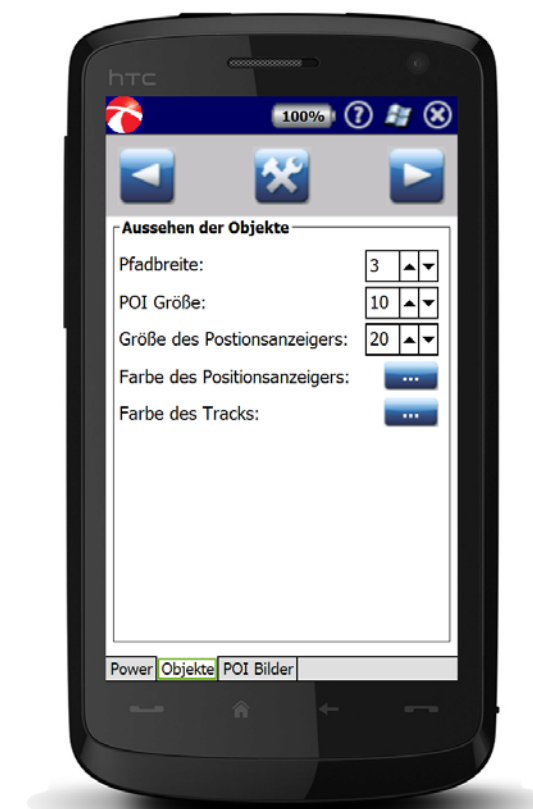 hTC
100% ?
Aussehen der Objekte
Pfadbreite: 3
POI Größe: 10
Größe des Postionsanzeigers: 20
Farbe des Positionsanzeigers: ...
Farbe des Tracks: ...
Power Objekte POI Bilder